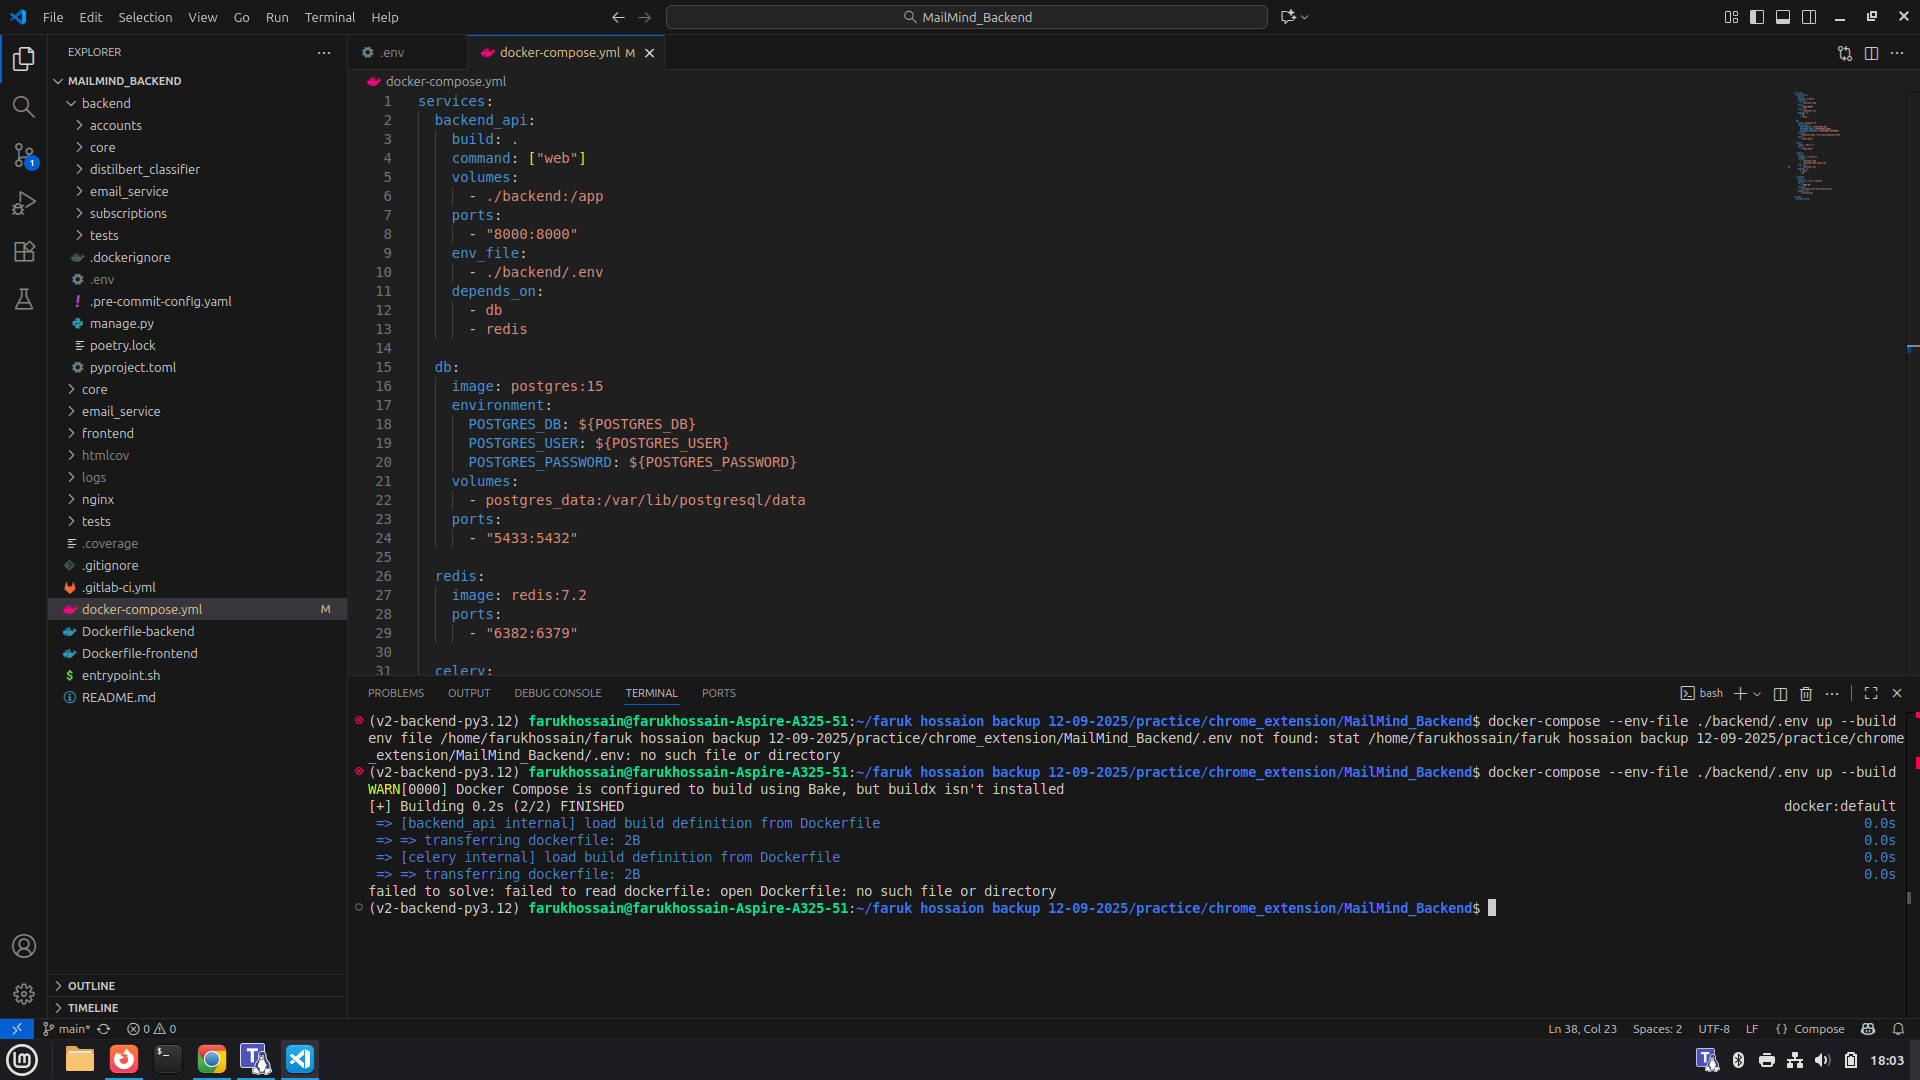 File Edit Selection View Go Run Terminal Help
MailMind_Backend
EXPLORER
MAILMIND_BACKEND
backend
accounts
core
distilbert_classifier
email_service
subscriptions
tests
.dockerignore
.env
.pre-commit-config.yaml
manage.py
poetry.lock
pyproject.toml
core
email_service
frontend
htmlcov
logs
nginx
tests
.coverage
.gitignore
.gitlab-ci.yml
docker-compose.yml M
Dockerfile-backend
Dockerfile-frontend
entrypoint.sh
README.md
OUTLINE
TIMELINE
1
.env
docker-compose.yml M
docker-compose.yml
1 services:
2 backend_api:
3 build: .
4 command: ["web"]
5 volumes:
6 - ./backend:/app
7 ports:
8 - "8000:8000"
9 env_file:
10 - ./backend/.env
11 depends_on:
12 - db
13 - redis
14
15 db:
16 image: postgres:15
17 environment:
18 POSTGRES_DB: ${POSTGRES_DB}
19 POSTGRES_USER: ${POSTGRES_USER}
20 POSTGRES_PASSWORD: ${POSTGRES_PASSWORD}
21 volumes:
22 - postgres_data:/var/lib/postgresql/data
23 ports:
24 - "5433:5432"
25
26 redis:
27 image: redis:7.2
28 ports:
29 - "6382:6379"
30
31 celery:
PROBLEMS OUTPUT DEBUG CONSOLE TERMINAL PORTS
bash
(v2-backend-py3.12) farukhossain@farukhossain-Aspire-A325-51:~/faruk hossaion backup 12-09-2025/practice/chrome_extension/MailMind_Backend$ docker-compose --env-file ./backend/.env up --build
env file /home/farukhossain/faruk hossaion backup 12-09-2025/practice/chrome_extension/MailMind_Backend/.env not found: stat /home/farukhossain/faruk hossaion backup 12-09-2025/practice/chrome
_extension/MailMind_Backend/.env: no such file or directory
(v2-backend-py3.12) farukhossain@farukhossain-Aspire-A325-51:~/faruk hossaion backup 12-09-2025/practice/chrome_extension/MailMind_Backend$ docker-compose --env-file ./backend/.env up --build
WARN[0000] Docker Compose is configured to build using Bake, but buildx isn't installed
[+] Building 0.2s (2/2) FINISHED docker:default
=> [backend_api internal] load build definition from Dockerfile 0.0s
=> => transferring dockerfile: 2B 0.0s
=> [celery internal] load build definition from Dockerfile 0.0s
=> => transferring dockerfile: 2B 0.0s
failed to solve: failed to read dockerfile: open Dockerfile: no such file or directory
(v2-backend-py3.12) farukhossain@farukhossain-Aspire-A325-51:~/faruk hossaion backup 12-09-2025/practice/chrome_extension/MailMind_Backend$
main* 0 0
Ln 38, Col 23 Spaces: 2 UTF-8 LF {} Compose
18:03